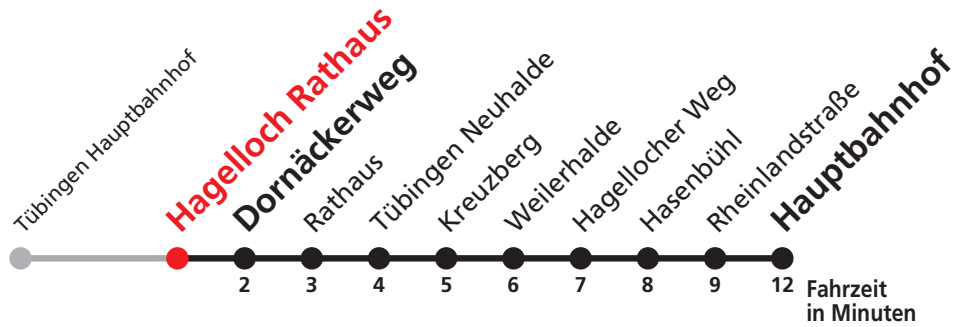 Tübingen Hauptbahnhof
Hagelloch Rathaus
Dornäckerweg
Rathaus
Tübingen Neuhalde
Kreuzberg
Weilerhalde
Hagellocher Weg
Hasenbühl
Rheinlandstraße
Hauptbahnhof
2 3 4 5 6 7 8 9 12
Fahrzeit
in Minuten